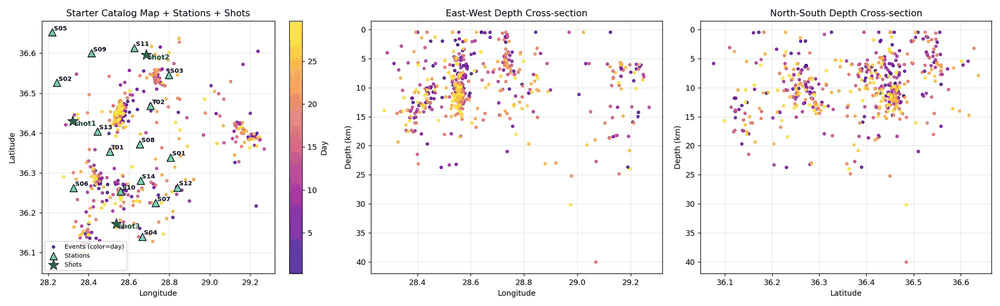 Starter Catalog Map + Stations + Shots
East-West Depth Cross-section
North-South Depth Cross-section
S05
S11
S09
Shot2
S03
S02
T02
Shot1
S13
S08
T01
S01
S14
S06
S10
S12
S07
Shot3
S04
Events (color=day)
Stations
Shots
36.6
36.5
36.4
36.3
36.2
36.1
Latitude
28.2 28.4 28.6 28.8 29.0 29.2
Longitude
25
20
15
10
5
Day
0
5
10
15
20
25
30
35
40
Depth (km)
28.4 28.6 28.8 29.0 29.2
Longitude
0
5
10
15
20
25
30
35
40
Depth (km)
36.1 36.2 36.3 36.4 36.5 36.6
Latitude